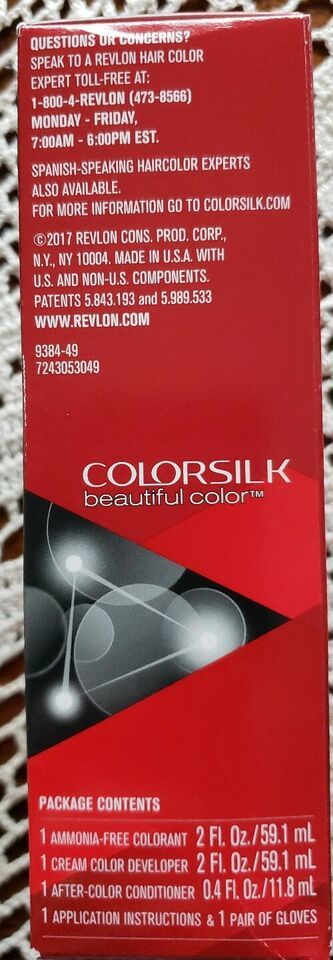 QUESTIONS OR CONCERNS?
SPEAK TO A REVLON HAIR COLOR
EXPERT TOLL-FREE AT:
1-800-4-REVLON (473-8566)
MONDAY - FRIDAY,
7:00AM - 6:00PM EST.
SPANISH-SPEAKING HAIRCOLOR EXPERTS
ALSO AVAILABLE.
FOR MORE INFORMATION GO TO COLORSILK.COM
©2017 REVLON CONS. PROD. CORP.,
N.Y., NY 10004. MADE IN U.S.A. WITH
U.S. AND NON-U.S. COMPONENTS.
PATENTS 5.843.193 and 5.989.533
WWW.REVLON.COM
9384-49
7243053049
COLORSILK
beautiful color™
PACKAGE CONTENTS
1 AMMONIA-FREE COLORANT 2 Fl. Oz./59.1 mL
1 CREAM COLOR DEVELOPER 2 Fl. Oz./59.1 mL
1 AFTER-COLOR CONDITIONER 0.4 Fl. Oz./11.8 mL
1 APPLICATION INSTRUCTIONS & 1 PAIR OF GLOVES